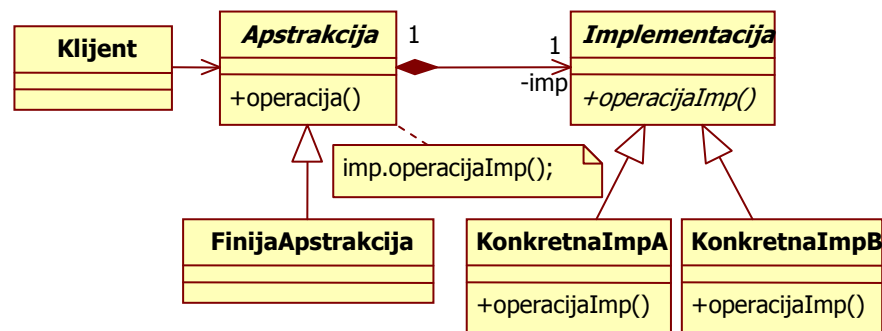 Klijent
Apstrakcija
+operacija()
1
1
-imp
Implementacija
+operacijaImp()
imp.operacijaImp();
FinijaApstrakcija
KonkretnaImpA
+operacijaImp()
KonkretnaImpB
+operacijaImp()